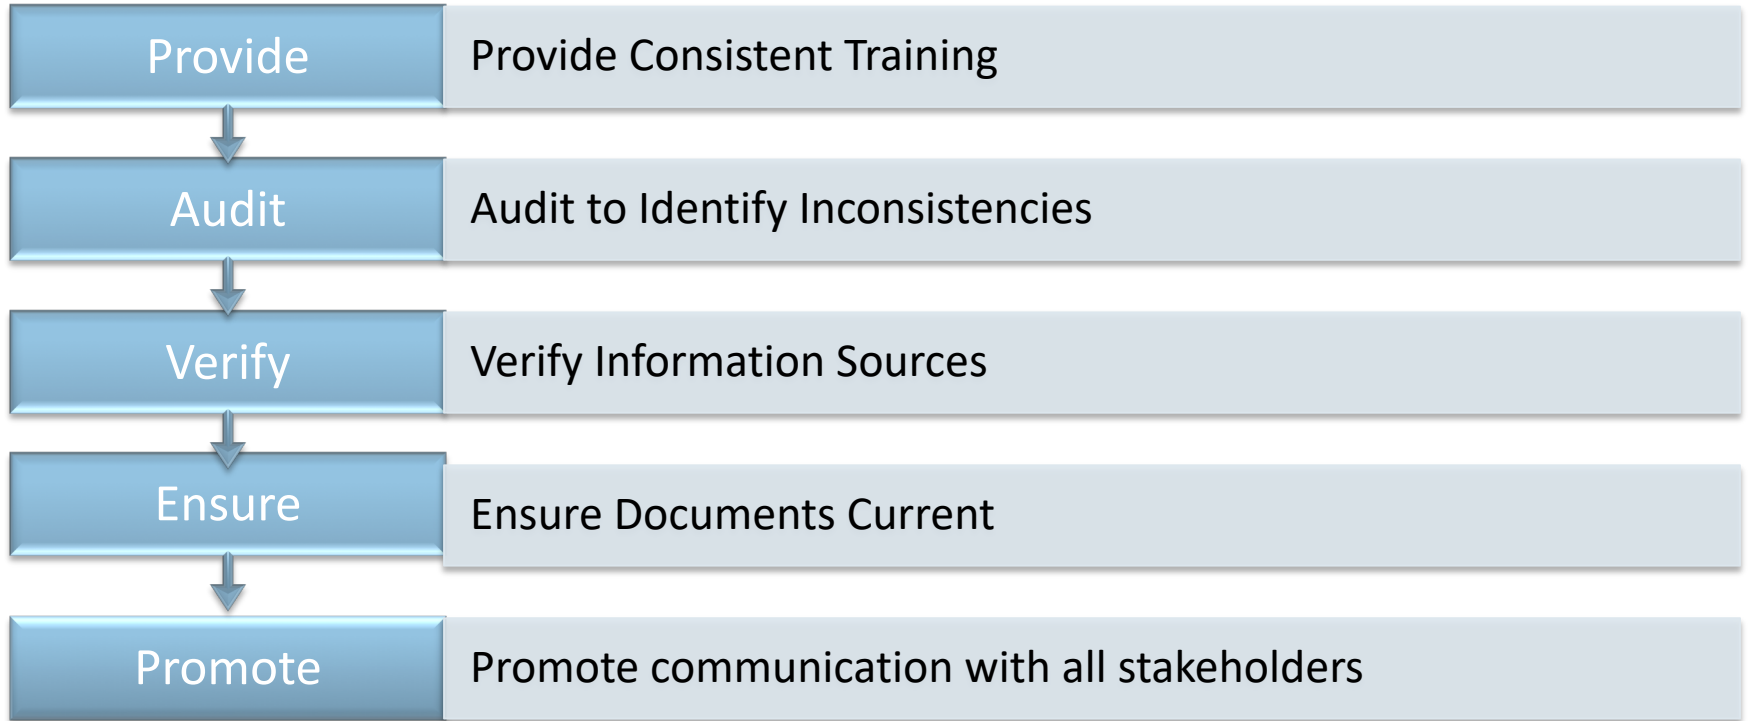 Provide
Provide Consistent Training
Audit
Audit to Identify Inconsistencies
Verify
Verify Information Sources
Ensure
Ensure Documents Current
Promote
Promote communication with all stakeholders